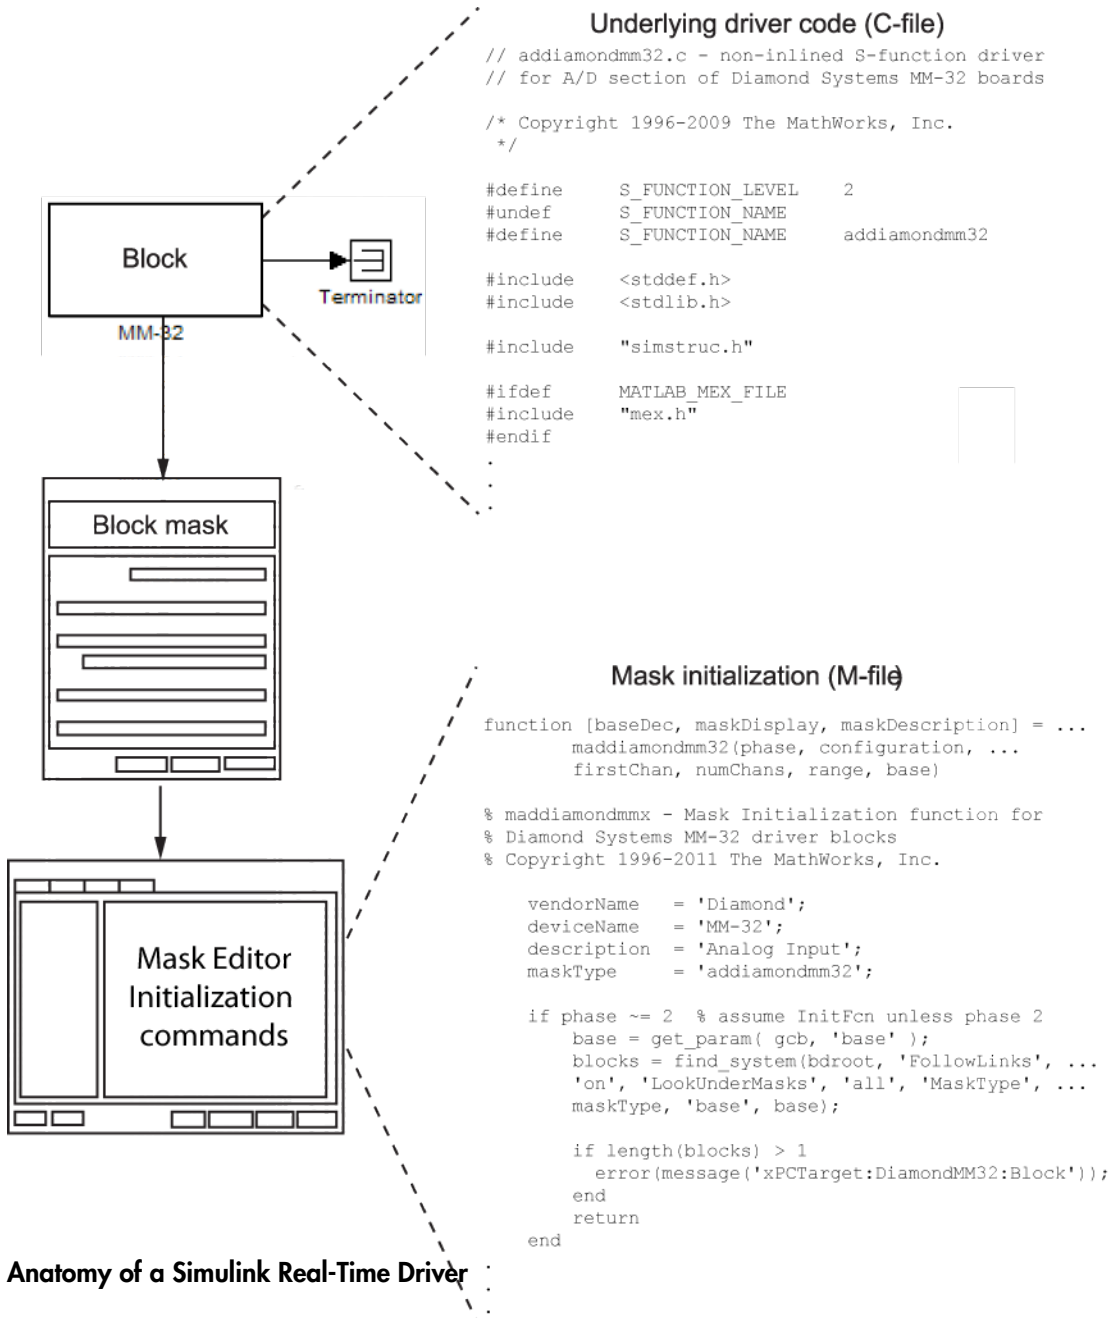 Underlying driver code (C-file)
// addiamondmm32.c - non-inlined S-function driver
// for A/D section of Diamond Systems MM-32 boards
/* Copyright 1996-2009 The MathWorks, Inc.
*/
#define S_FUNCTION_LEVEL 2
#undef S_FUNCTION_NAME
#define S_FUNCTION_NAME addiamondmm32
#include <stddef.h>
#include <stdlib.h>
#include "simstruc.h"
#ifdef MATLAB_MEX_FILE
#include "mex.h"
#endif
.
.
.
Block
Terminator
MM-32
Block mask
Mask Editor
Initialization
commands
Mask initialization (M-file)
function [baseDec, maskDisplay, maskDescription] = ...
maddiamondmm32(phase, configuration, ...
firstChan, numChans, range, base)
% maddiamondmmx - Mask Initialization function for
% Diamond Systems MM-32 driver blocks
% Copyright 1996-2011 The MathWorks, Inc.
vendorName = 'Diamond';
deviceName = 'MM-32';
description = 'Analog Input';
maskType = 'addiamondmm32';
if phase ~= 2 % assume InitFcn unless phase 2
base = get_param( gcb, 'base' );
blocks = find_system(bdroot, 'FollowLinks', ...
'on', 'LookUnderMasks', 'all', 'MaskType', ...
maskType, 'base', base);
if length(blocks) > 1
error(message('xPCTarget:DiamondMM32:Block'));
end
return
end
.
.
.
Anatomy of a Simulink Real-Time Driver